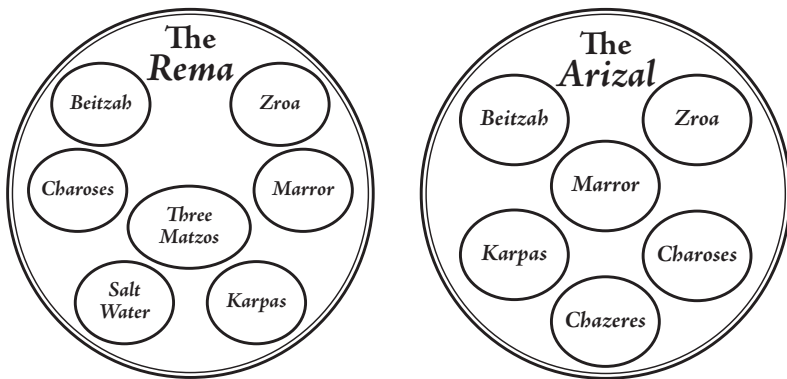 The
Rema
Beitzah
Zroa
Charoses
Marror
Three
Matzos
Salt
Water
Karpas
The
Arizal
Beitzah
Zroa
Marror
Karpas
Charoses
Chazeres